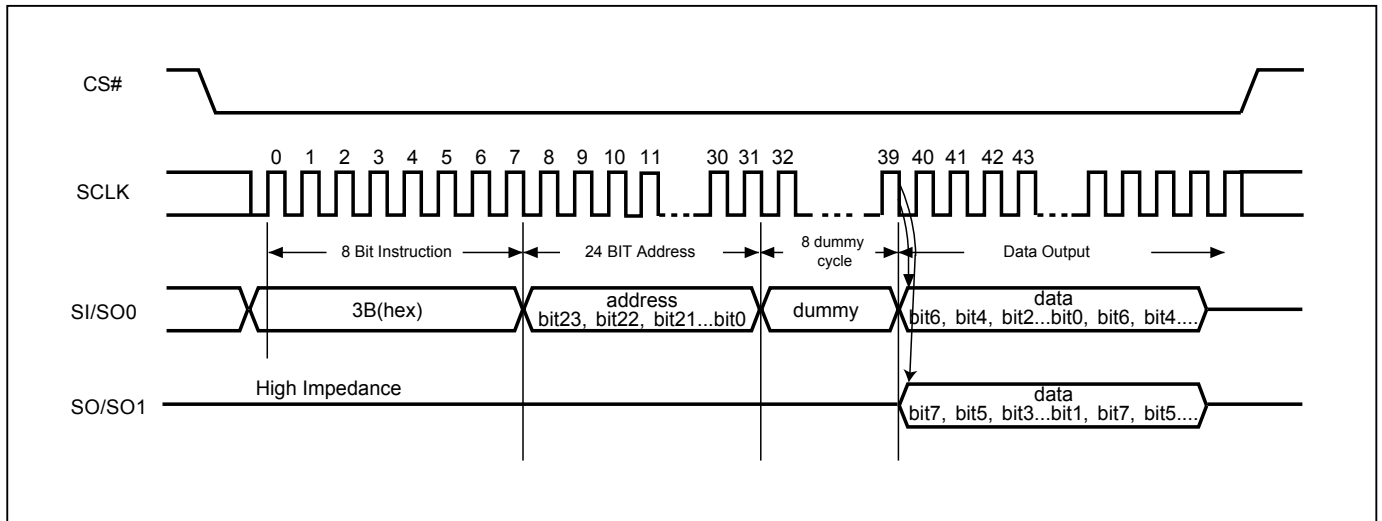 CS#
0 1 2 3 4 5 6 7 8 9 10 11 30 31 32 39 40 41 42 43
SCLK
8 Bit Instruction 24 BIT Address 8 dummy
cycle Data Output
SI/SO0 3B(hex) address
bit23, bit22, bit21...bit0 dummy data
bit6, bit4, bit2...bit0, bit6, bit4....
High Impedance
SO/SO1 data
bit7, bit5, bit3...bit1, bit7, bit5....